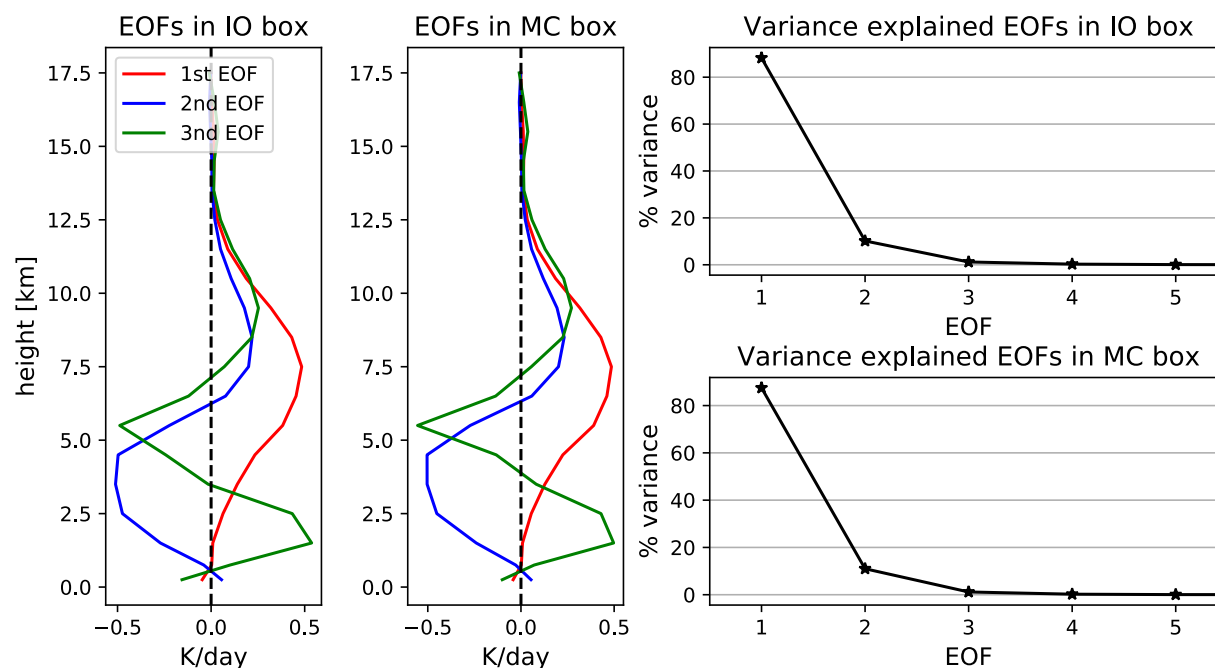 EOFs in IO box
17.5
15.0
12.5
10.0
7.5
5.0
2.5
0.0
height [km]
1st EOF
2nd EOF
3rd EOF
−0.5 0.0 0.5
K/day
EOFs in MC box
17.5
15.0
12.5
10.0
7.5
5.0
2.5
0.0
−0.5 0.0 0.5
K/day
Variance explained EOFs in IO box
80
60
40
20
0
% variance
1 2 3 4 5
EOF
Variance explained EOFs in MC box
80
60
40
20
0
% variance
1 2 3 4 5
EOF